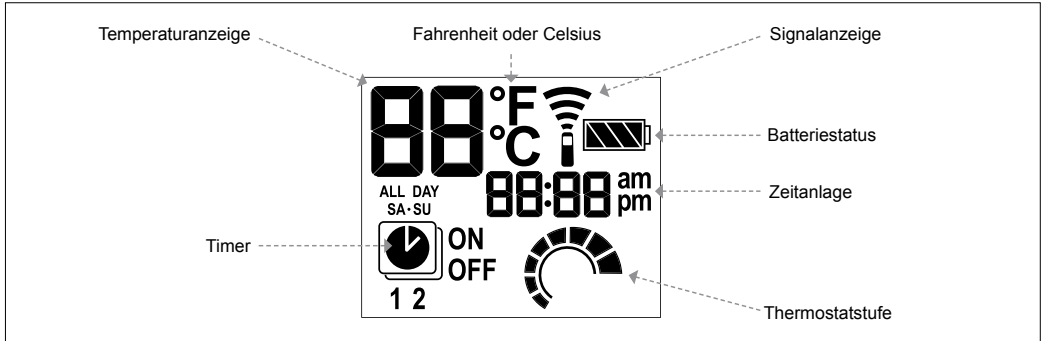 Temperaturanzeige
Fahrenheit oder Celsius
Signalanzeige
88 °F
°C
Batteriestatus
ALL DAY
SA·SU
88:88 am
pm
Zeitanlage
Timer
ON
OFF
1 2
Thermostatstufe